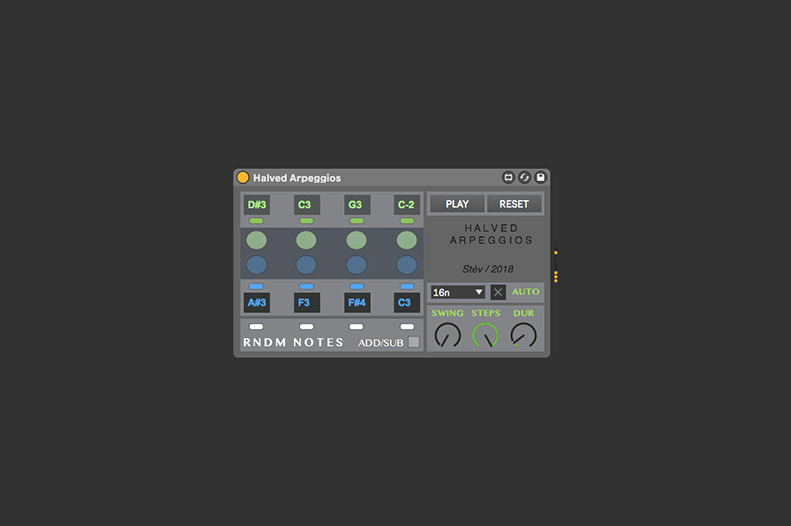 Halved Arpeggios
D#3 C3 G3 C-2
PLAY RESET
HALVED
ARPEGGIOS
Stèv / 2018
16n AUTO
A#3 F3 F#4 C3
SWING STEPS DUR
RNDM NOTES ADD/SUB